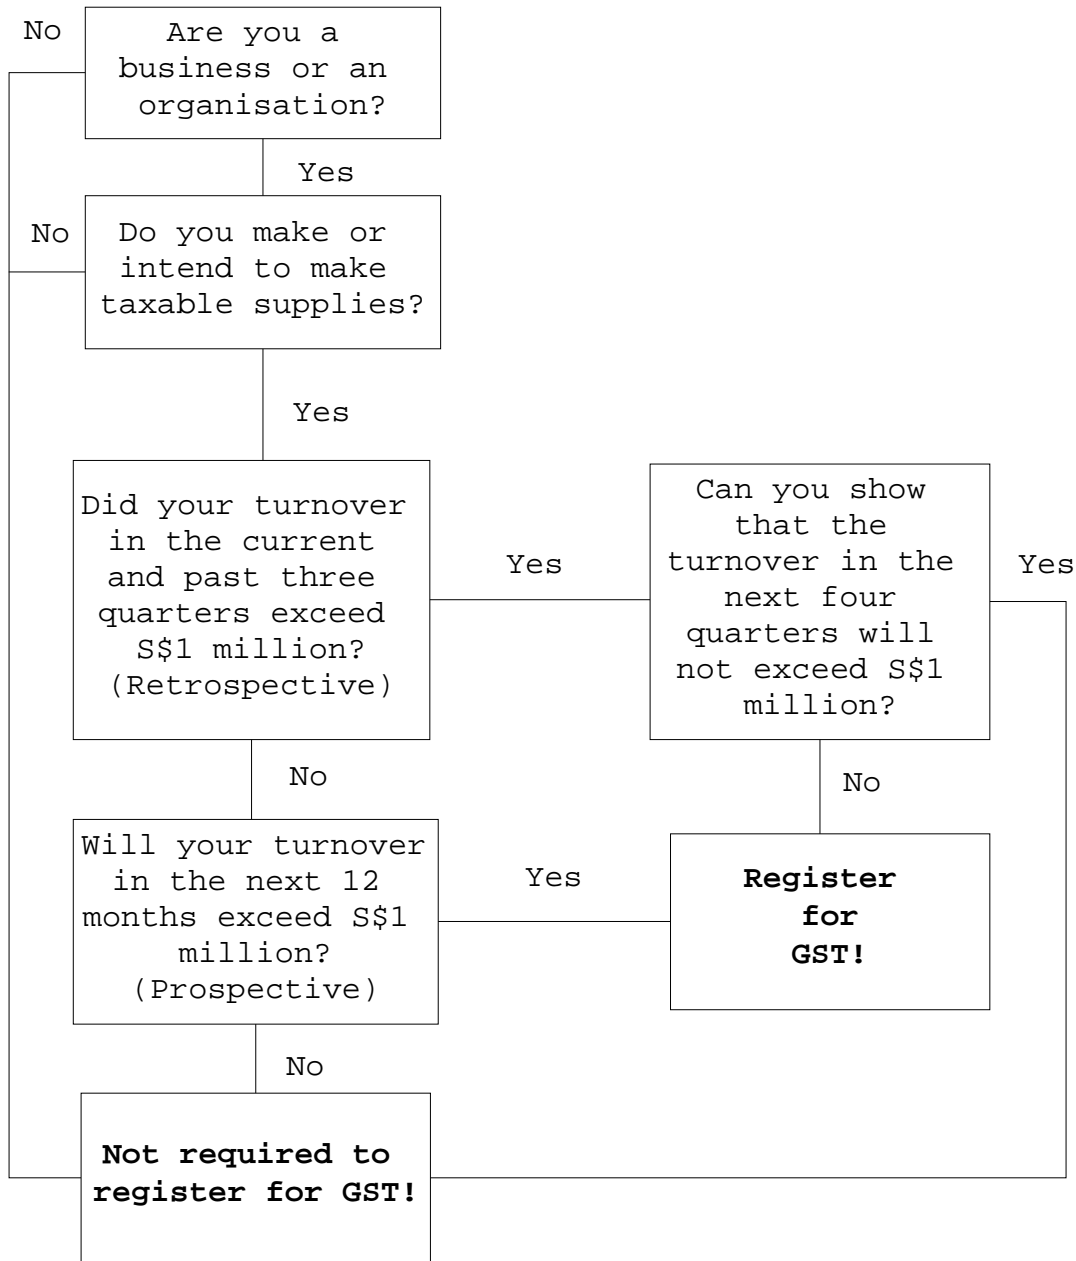 No
Are you a
business or an
organisation?
Yes
No
Do you make or
intend to make
taxable supplies?
Yes
Did your turnover
in the current
and past three
quarters exceed
S$1 million?
(Retrospective)
Yes
Can you show
that the
turnover in the
next four
quarters will
not exceed S$1
million?
Yes
No
No
Will your turnover
in the next 12
months exceed S$1
million?
(Prospective)
Yes
Register
for
GST!
No
Not required to
register for GST!